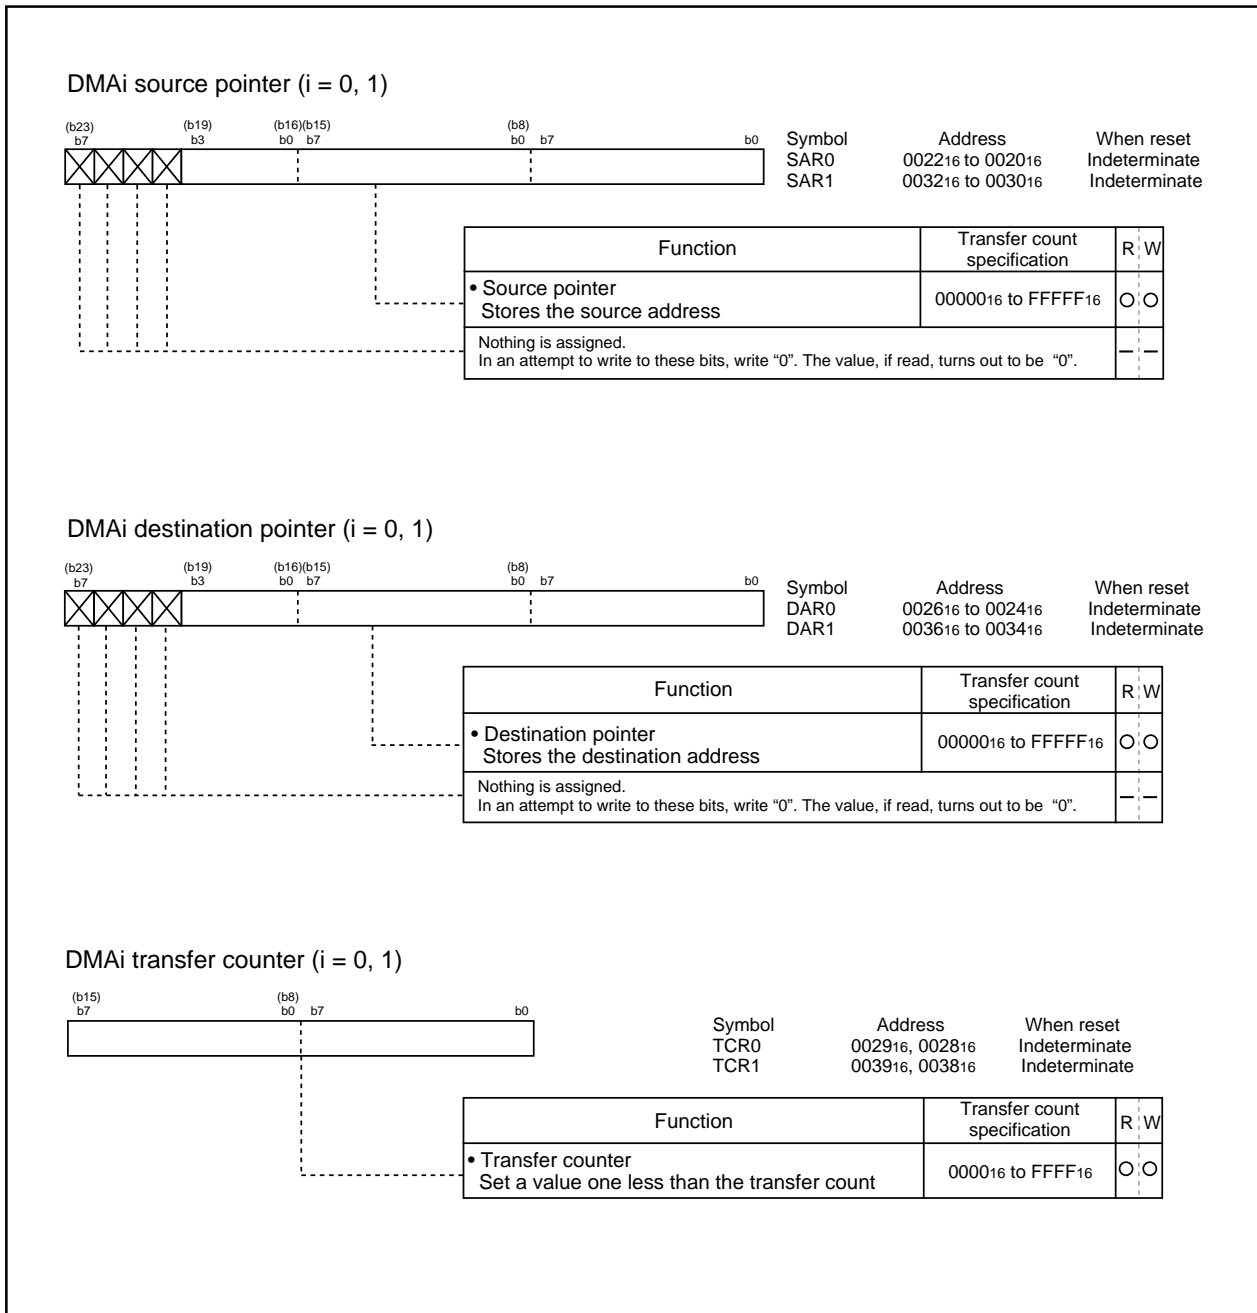 DMAi source pointer (i = 0, 1)
(b23) (b19) (b16)(b15) (b8)
b7 b3 b0 b7 b0 b7 b0
Symbol Address When reset
SAR0 002216 to 002016 Indeterminate
SAR1 003216 to 003016 Indeterminate
Function Transfer count specification R W
• Source pointer
Stores the source address
0000016 to FFFFF16
Nothing is assigned.
In an attempt to write to these bits, write “0”. The value, if read, turns out to be “0”.
DMAi destination pointer (i = 0, 1)
(b23) (b19) (b16)(b15) (b8)
b7 b3 b0 b7 b0 b7 b0
Symbol Address When reset
DAR0 002616 to 002416 Indeterminate
DAR1 003616 to 003416 Indeterminate
Function Transfer count specification R W
• Destination pointer
Stores the destination address
0000016 to FFFFF16
Nothing is assigned.
In an attempt to write to these bits, write “0”. The value, if read, turns out to be “0”.
DMAi transfer counter (i = 0, 1)
(b15) (b8)
b7 b0 b7 b0
Symbol Address When reset
TCR0 002916, 002816 Indeterminate
TCR1 003916, 003816 Indeterminate
Function Transfer count specification R W
• Transfer counter
Set a value one less than the transfer count
000016 to FFFF16